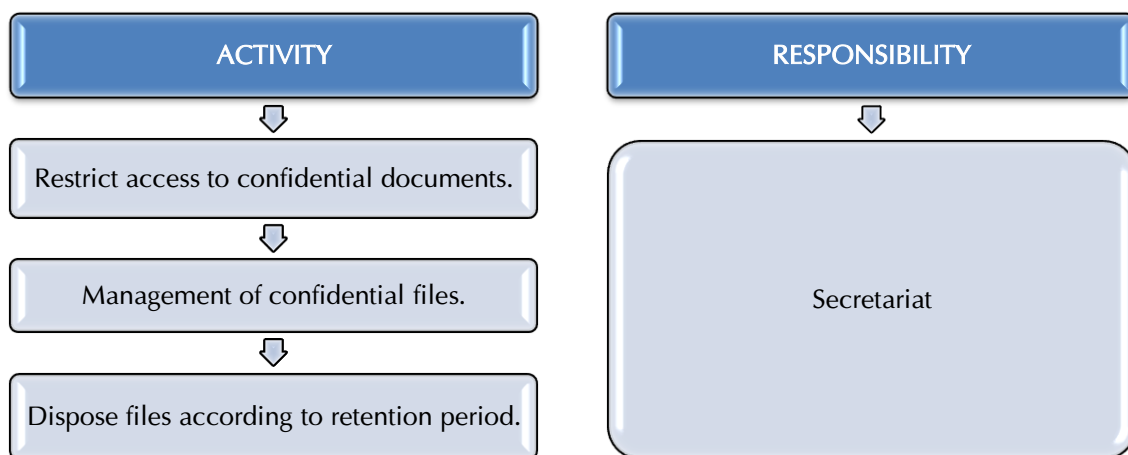 ACTIVITY
Restrict access to confidential documents.
Management of confidential files.
Dispose files according to retention period.
RESPONSIBILITY
Secretariat